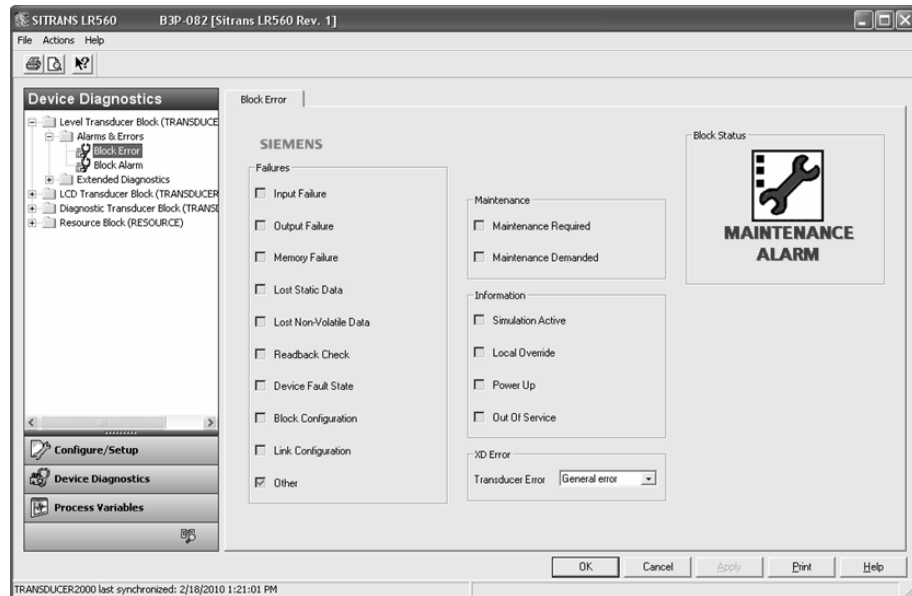 SITRANS LR560 B3P-082 [Sitrans LR560 Rev. 1]
File Actions Help
Device Diagnostics
Level Transducer Block (TRANSDUCE
Alarms & Errors
Block Error
Block Alarm
Extended Diagnostics
LCD Transducer Block (TRANSDUCER
Diagnostic Transducer Block (TRANSD
Resource Block (RESOURCE)
Configure/Setup
Device Diagnostics
Process Variables
Block Error
SIEMENS
Failures
Input Failure
Output Failure
Memory Failure
Lost Static Data
Lost Non-Volatile Data
Readback Check
Device Fault State
Block Configuration
Link Configuration
Other
Maintenance
Maintenance Required
Maintenance Demanded
Information
Simulation Active
Local Override
Power Up
Out Of Service
XD Error
Transducer Error General error
Block Status
MAINTENANCE
ALARM
OK Cancel Apply Print Help
TRANSDUCER2000 last synchronized: 2/18/2010 1:21:01 PM